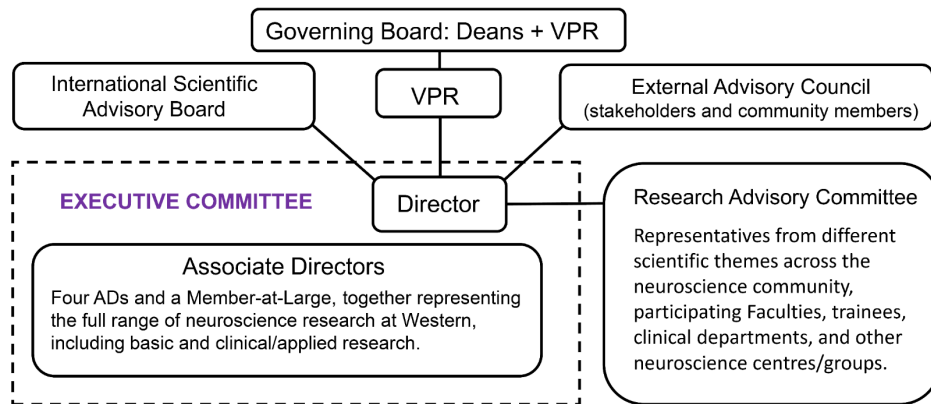 Governing Board: Deans + VPR
International Scientific
Advisory Board
VPR
External Advisory Council
(stakeholders and community members)
EXECUTIVE COMMITTEE
Director
Associate Directors
Four ADs and a Member-at-Large, together representing
the full range of neuroscience research at Western,
including basic and clinical/applied research.
Research Advisory Committee
Representatives from different
scientific themes across the
neuroscience community,
participating Faculties, trainees,
clinical departments, and other
neuroscience centres/groups.